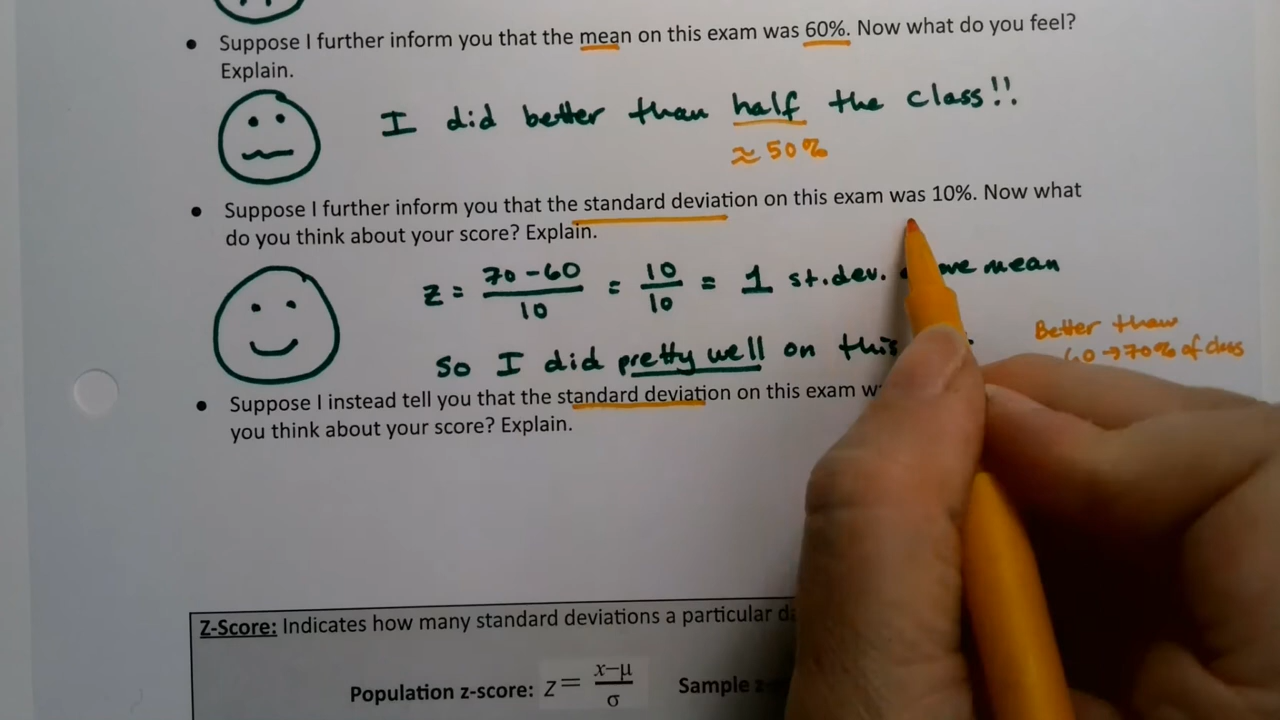 • Suppose I further inform you that the mean on this exam was 60%. Now what do you feel?
Explain.
I did better than half the class!!
≈ 50%
• Suppose I further inform you that the standard deviation on this exam was 10%. Now what
do you think about your score? Explain.
z = 70-60 / 10 = 10 / 10 = 1 st.dev. mean
so I did pretty well on this
Better than
60→70% of class
• Suppose I instead tell you that the standard deviation on this exam
you think about your score? Explain.
Z-Score: Indicates how many standard deviations a particular
Population z-score: z= x-μ / σ Sample